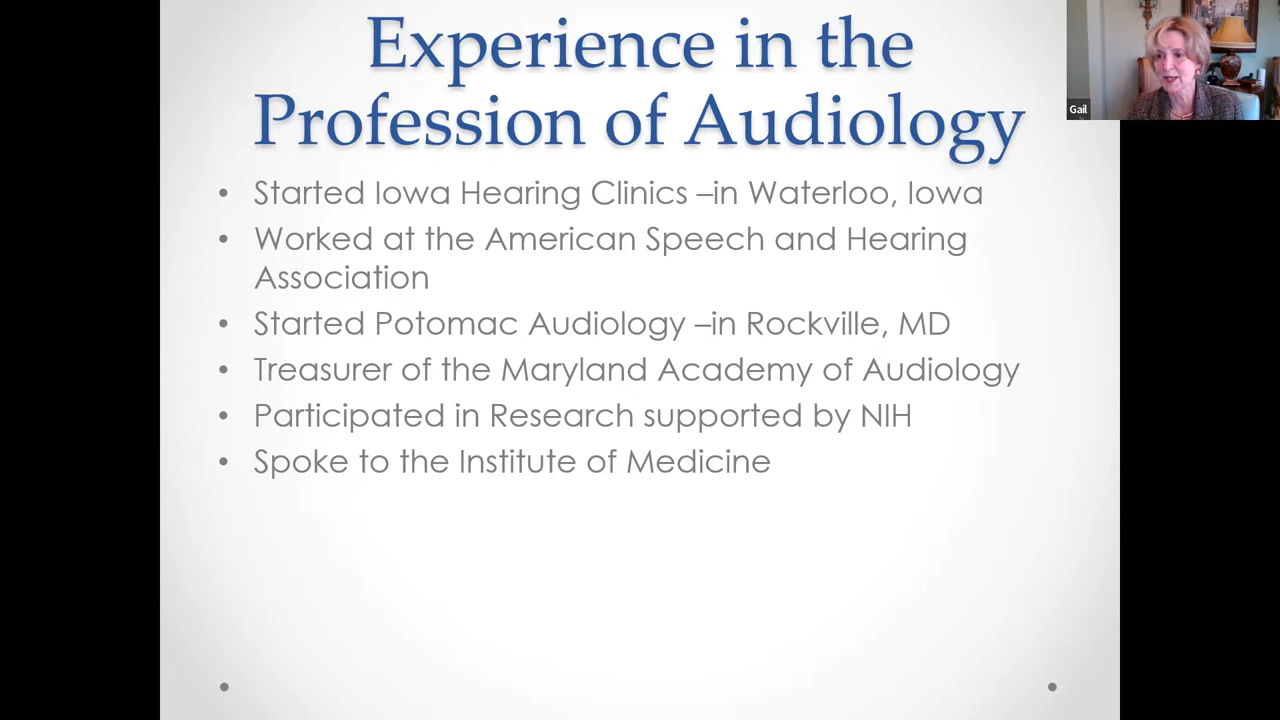 Experience in the
Profession of Audiology
Gail
• Started Iowa Hearing Clinics –in Waterloo, Iowa
• Worked at the American Speech and Hearing
Association
• Started Potomac Audiology –in Rockville, MD
• Treasurer of the Maryland Academy of Audiology
• Participated in Research supported by NIH
• Spoke to the Institute of Medicine